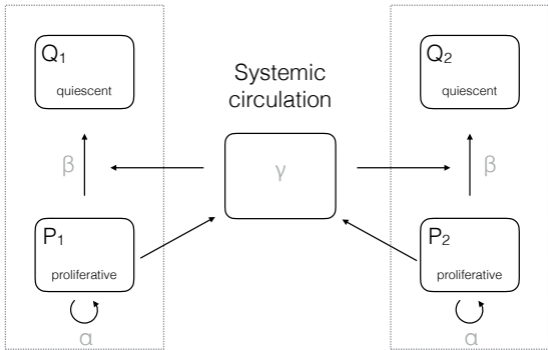 Q₁
quiescent
β
P₁
proliferative
α
Systemic
circulation
γ
Q₂
quiescent
β
P₂
proliferative
α